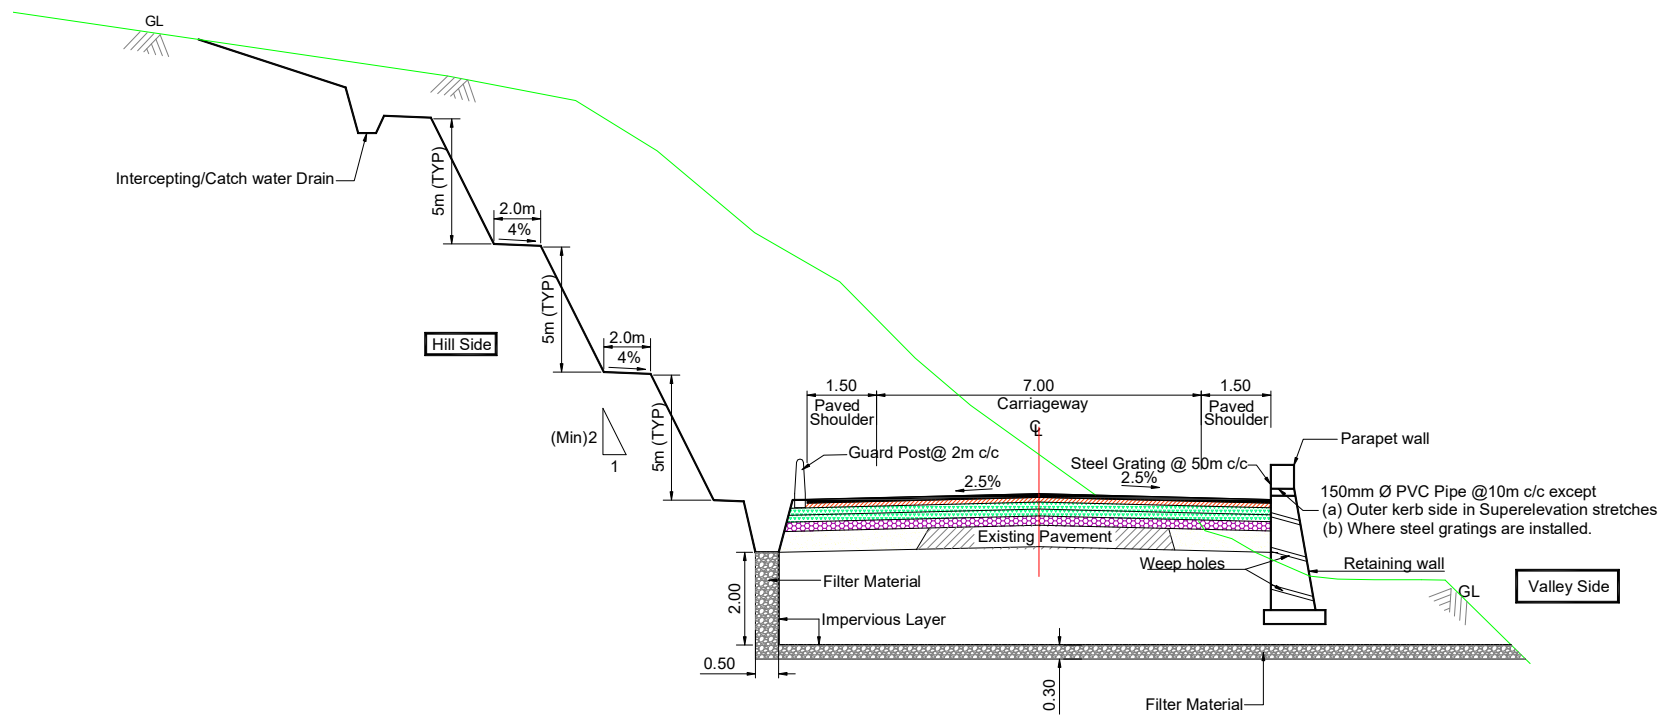 GL
Intercepting/Catch water Drain
5m (TYP)
2.0m
4%
5m (TYP)
Hill Side
2.0m
4%
(Min)2
1
5m (TYP)
1.50
7.00
1.50
Paved
Shoulder
Carriageway
Paved
Shoulder
℄
Guard Post@ 2m c/c
Steel Grating @ 50m c/c
Parapet wall
2.5%
2.5%
150mm Ø PVC Pipe @10m c/c except
(a) Outer kerb side in Superelevation stretches
(b) Where steel gratings are installed.
Existing Pavement
Weep holes
Retaining wall
Filter Material
Valley Side
GL
2.00
Impervious Layer
0.50
0.30
Filter Material